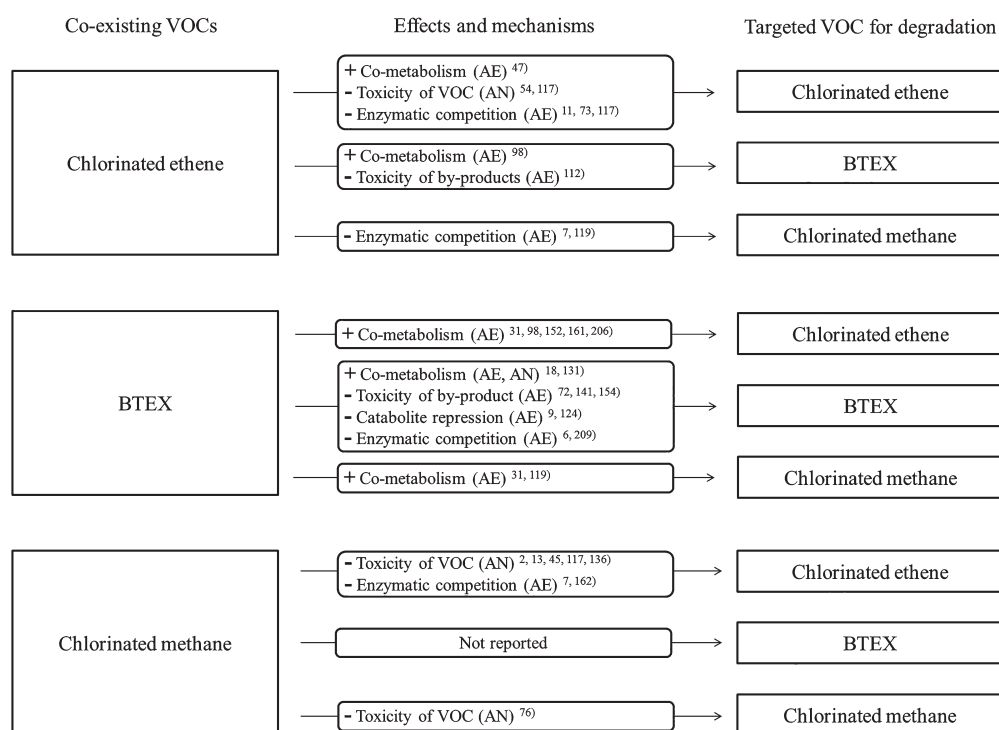 Co-existing VOCs
Effects and mechanisms
Targeted VOC for degradation
Chlorinated ethene
+ Co-metabolism (AE) 47)
- Toxicity of VOC (AN) 54, 117)
- Enzymatic competition (AE) 11, 73, 117)
Chlorinated ethene
+ Co-metabolism (AE) 98)
- Toxicity of by-products (AE) 112)
BTEX
- Enzymatic competition (AE) 7, 119)
Chlorinated methane
BTEX
+ Co-metabolism (AE) 31, 98, 152, 161, 206)
Chlorinated ethene
+ Co-metabolism (AE, AN) 18, 131)
- Toxicity of by-product (AE) 72, 141, 154)
- Catabolite repression (AE) 9, 124)
- Enzymatic competition (AE) 6, 209)
BTEX
+ Co-metabolism (AE) 31, 119)
Chlorinated methane
Chlorinated methane
- Toxicity of VOC (AN) 2, 13, 45, 117, 136)
- Enzymatic competition (AE) 7, 162)
Chlorinated ethene
Not reported
BTEX
- Toxicity of VOC (AN) 76)
Chlorinated methane